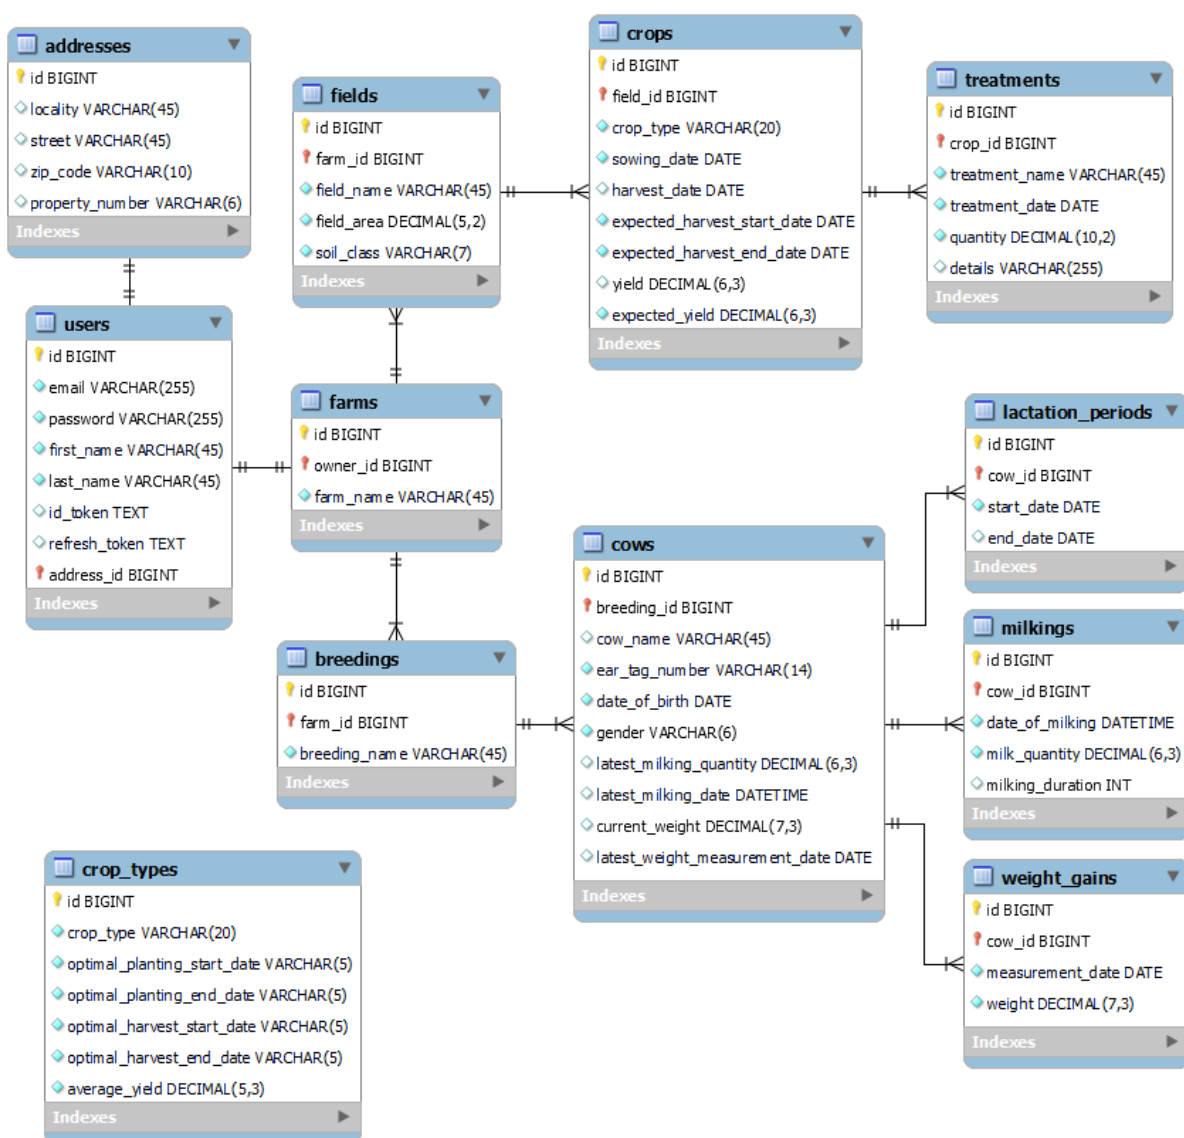 addresses
id BIGINT
locality VARCHAR(45)
street VARCHAR(45)
zip_code VARCHAR(10)
property_number VARCHAR(6)
Indexes
users
id BIGINT
email VARCHAR(255)
password VARCHAR(255)
first_name VARCHAR(45)
last_name VARCHAR(45)
id_token TEXT
refresh_token TEXT
address_id BIGINT
Indexes
fields
id BIGINT
farm_id BIGINT
field_name VARCHAR(45)
field_area DECIMAL(5,2)
soil_class VARCHAR(7)
Indexes
farms
id BIGINT
owner_id BIGINT
farm_name VARCHAR(45)
Indexes
breedings
id BIGINT
farm_id BIGINT
breeding_name VARCHAR(45)
Indexes
crops
id BIGINT
field_id BIGINT
crop_type VARCHAR(20)
sowing_date DATE
harvest_date DATE
expected_harvest_start_date DATE
expected_harvest_end_date DATE
yield DECIMAL(6,3)
expected_yield DECIMAL(6,3)
Indexes
treatments
id BIGINT
crop_id BIGINT
treatment_name VARCHAR(45)
treatment_date DATE
quantity DECIMAL(10,2)
details VARCHAR(255)
Indexes
cows
id BIGINT
breeding_id BIGINT
cow_name VARCHAR(45)
ear_tag_number VARCHAR(14)
date_of_birth DATE
gender VARCHAR(6)
latest_milking_quantity DECIMAL(6,3)
latest_milking_date DATETIME
current_weight DECIMAL(7,3)
latest_weight_measurement_date DATE
Indexes
lactation_periods
id BIGINT
cow_id BIGINT
start_date DATE
end_date DATE
Indexes
milkings
id BIGINT
cow_id BIGINT
date_of_milking DATETIME
milk_quantity DECIMAL(6,3)
milking_duration INT
Indexes
weight_gains
id BIGINT
cow_id BIGINT
measurement_date DATE
weight DECIMAL(7,3)
Indexes
crop_types
id BIGINT
crop_type VARCHAR(20)
optimal_planting_start_date VARCHAR(5)
optimal_planting_end_date VARCHAR(5)
optimal_harvest_start_date VARCHAR(5)
optimal_harvest_end_date VARCHAR(5)
average_yield DECIMAL(5,3)
Indexes